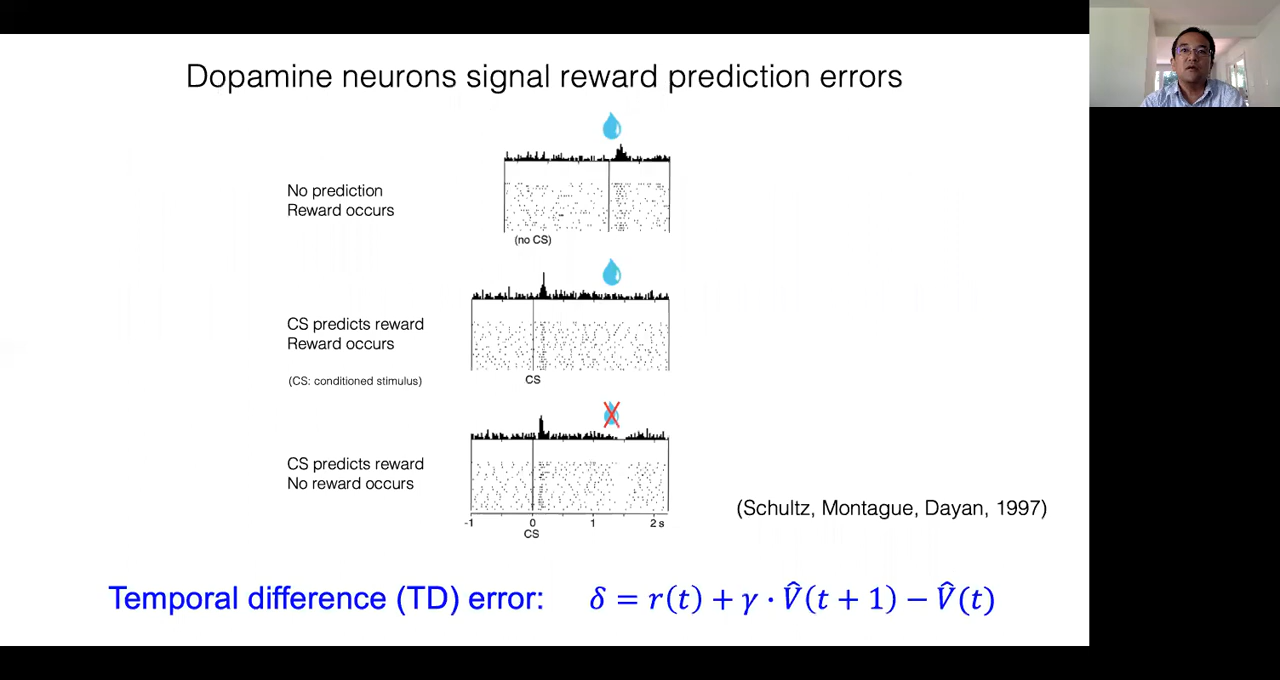 Dopamine neurons signal reward prediction errors
No prediction
Reward occurs
(no CS)
CS predicts reward
Reward occurs
(CS: conditioned stimulus)
CS
CS predicts reward
No reward occurs
-1 0 1 2 s
CS
(Schultz, Montague, Dayan, 1997)
Temporal difference (TD) error: δ = r(t) + γ · V̂(t + 1) − V̂(t)